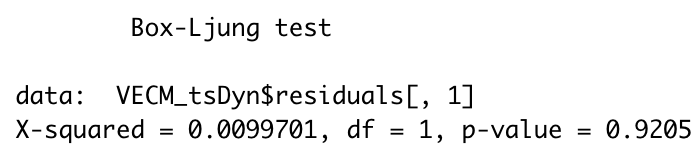 Box-Ljung test
data:  VECM_tsDyn$residuals[, 1]
X-squared = 0.0099701, df = 1, p-value = 0.9205